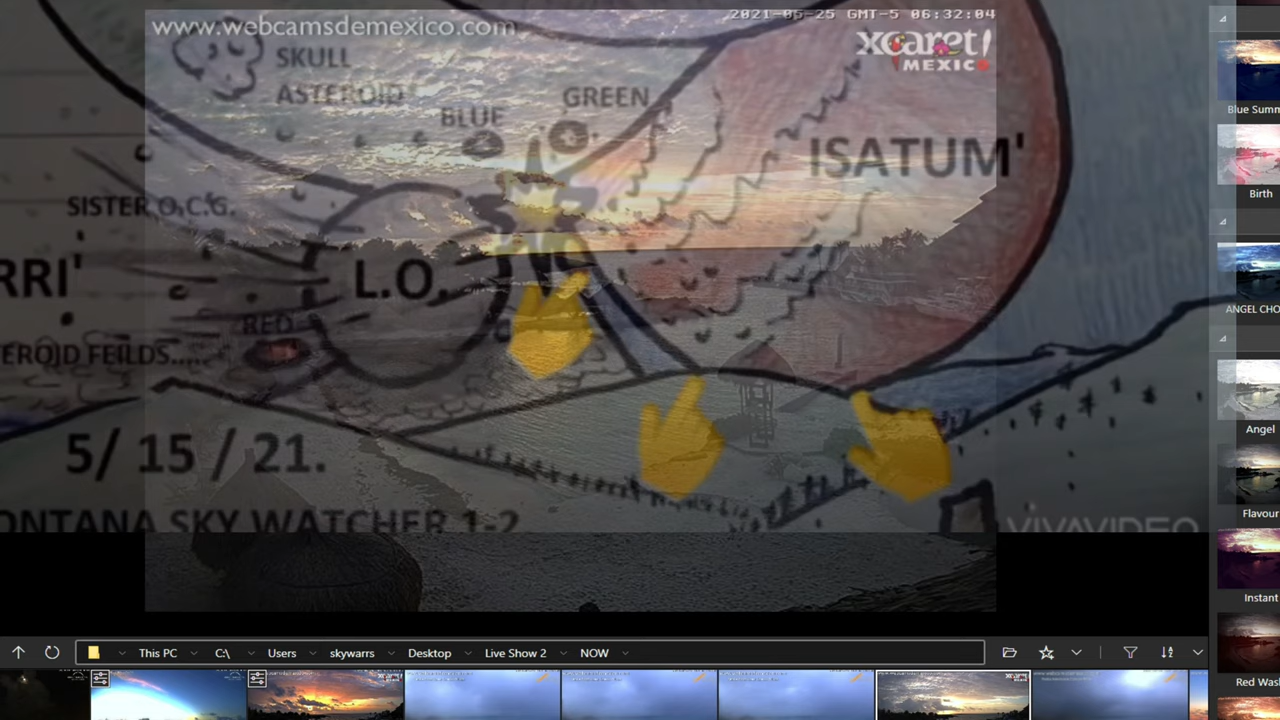 www.webcamsdemexico.com
2021-06-25 GMT-5 06:32:04
xcaret!
MEXICO
SKULL
ASTEROID
BLUE
GREEN
ISATUM'
SISTER O.C.G.
RRI'
L.O.
RED
EROID FEILDS.....
5/ 15 / 21.
ONTANA SKY WATCHER 1-2
VIVAVIDEO
Blue Summ
Birth
ANGEL CHO
Angel
Flavour
Instant
Red Wash
This PC
C:\
Users
skywarrs
Desktop
Live Show 2
NOW